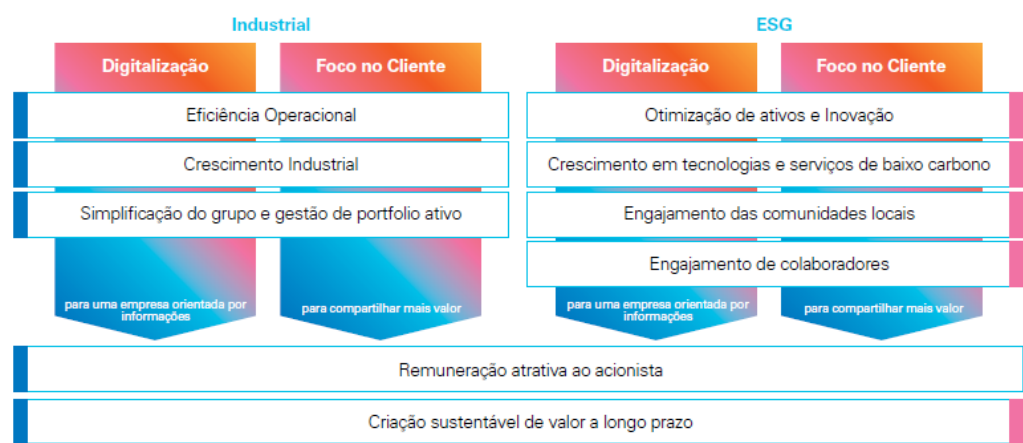 Industrial
Digitalização
Foco no Cliente
Eficiência Operacional
Crescimento Industrial
Simplificação do grupo e gestão de portfolio ativo
para uma empresa orientada por
informações
para compartilhar mais valor
ESG
Digitalização
Foco no Cliente
Otimização de ativos e Inovação
Crescimento em tecnologias e serviços de baixo carbono
Engajamento das comunidades locais
Engajamento de colaboradores
para uma empresa orientada por
informações
para compartilhar mais valor
Remuneração atrativa ao acionista
Criação sustentável de valor a longo prazo